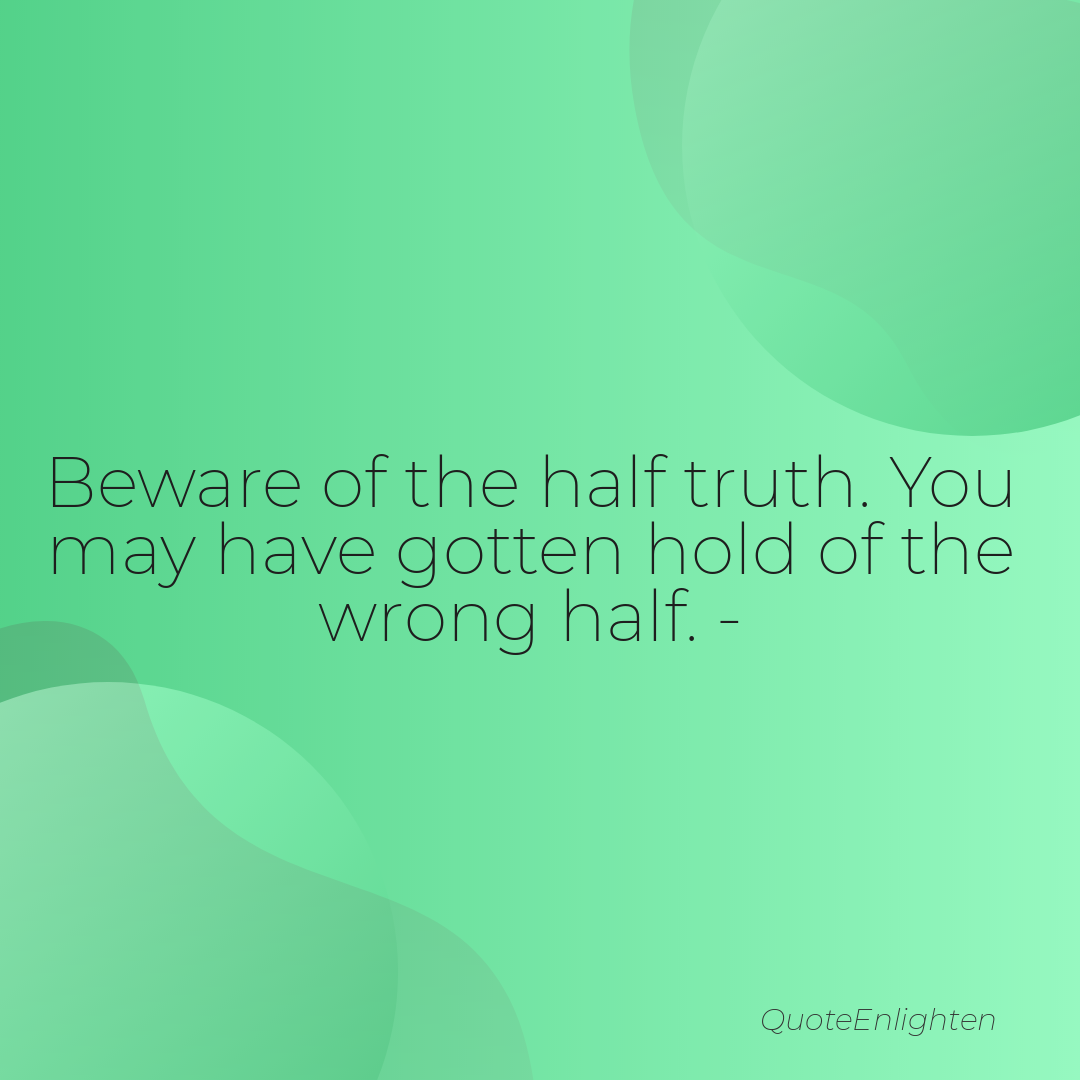 Beware of the half truth. You
may have gotten hold of the
wrong half. -
QuoteEnlighten